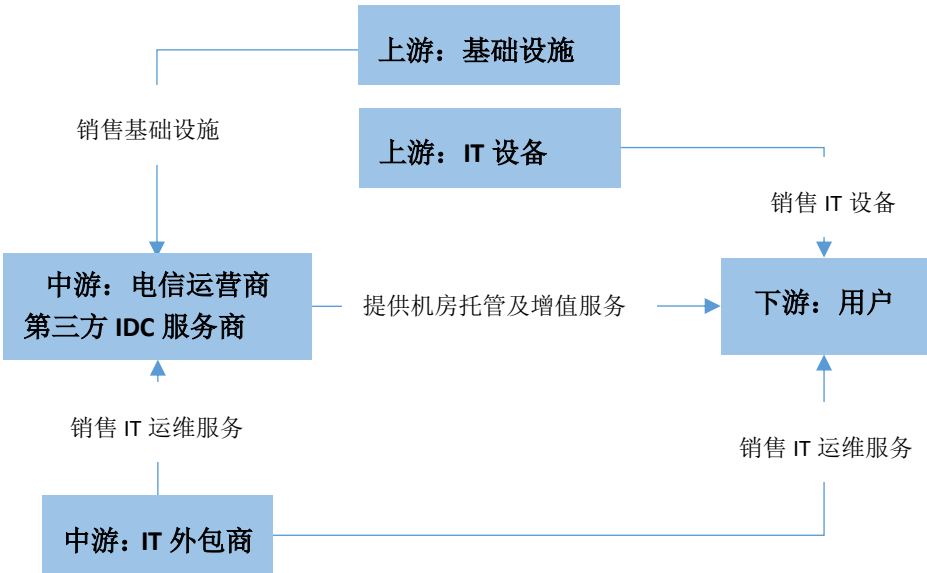 上游：基础设施
销售基础设施
上游：IT 设备
销售 IT 设备
中游：电信运营商
第三方 IDC 服务商
提供机房托管及增值服务
下游：用户
销售 IT 运维服务
销售 IT 运维服务
中游：IT 外包商